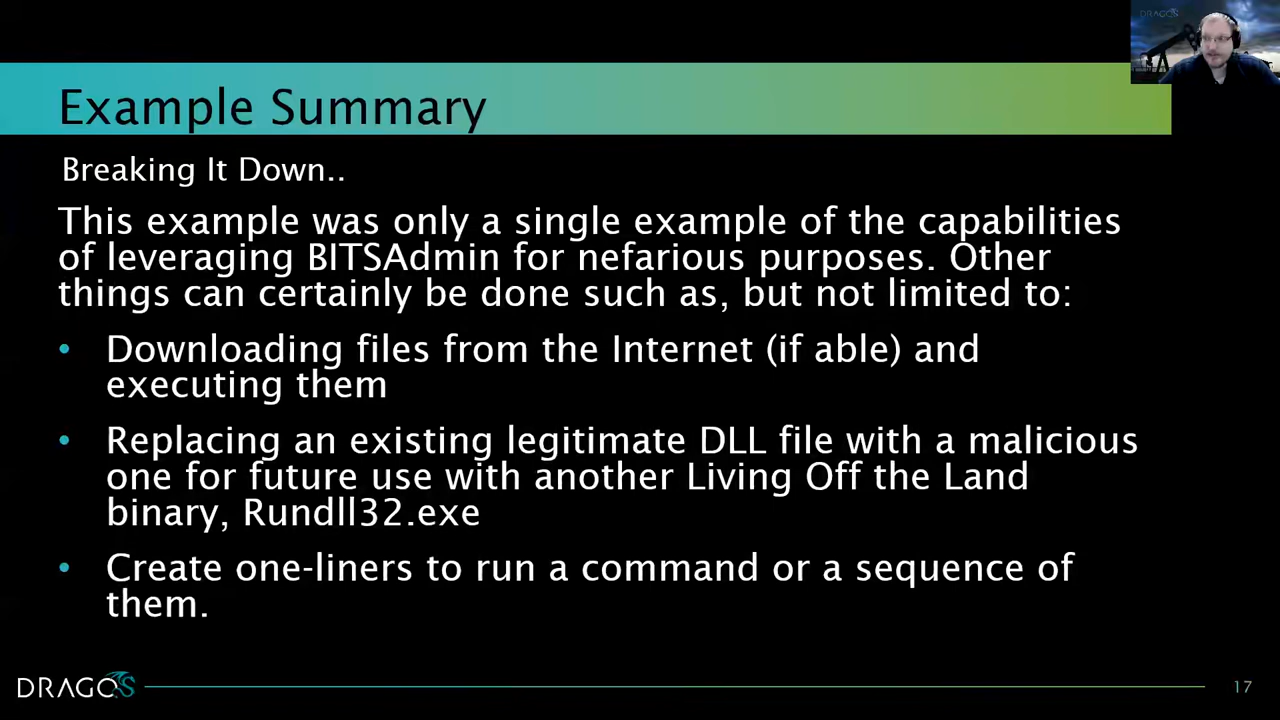 DRAGOS
Example Summary
Breaking It Down..
This example was only a single example of the capabilities
of leveraging BITSAdmin for nefarious purposes. Other
things can certainly be done such as, but not limited to:
• Downloading files from the Internet (if able) and
executing them
• Replacing an existing legitimate DLL file with a malicious
one for future use with another Living Off the Land
binary, Rundll32.exe
• Create one-liners to run a command or a sequence of
them.
DRAGOS
17